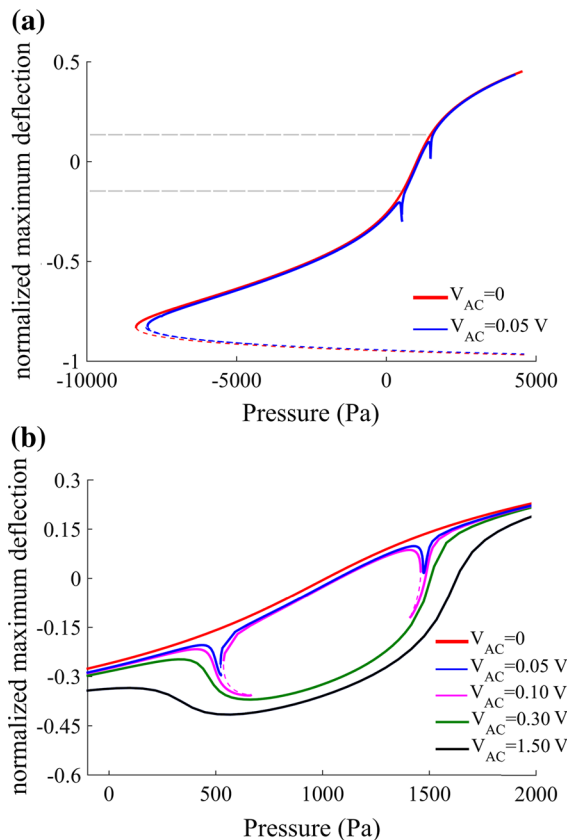 (a)
normalized maximum deflection
0.5
0
-0.5
-1
-10000 -5000 0 5000
Pressure (Pa)
V_AC=0
V_AC=0.05 V
(b)
normalized maximum deflection
0.3
0.15
0
-0.15
-0.3
-0.45
-0.6
0 500 1000 1500 2000
Pressure (Pa)
V_AC=0
V_AC=0.05 V
V_AC=0.10 V
V_AC=0.30 V
V_AC=1.50 V